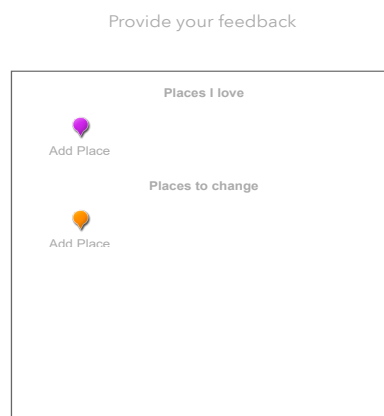 Provide your feedback
Places I love
Add Place
Places to change
Add Place